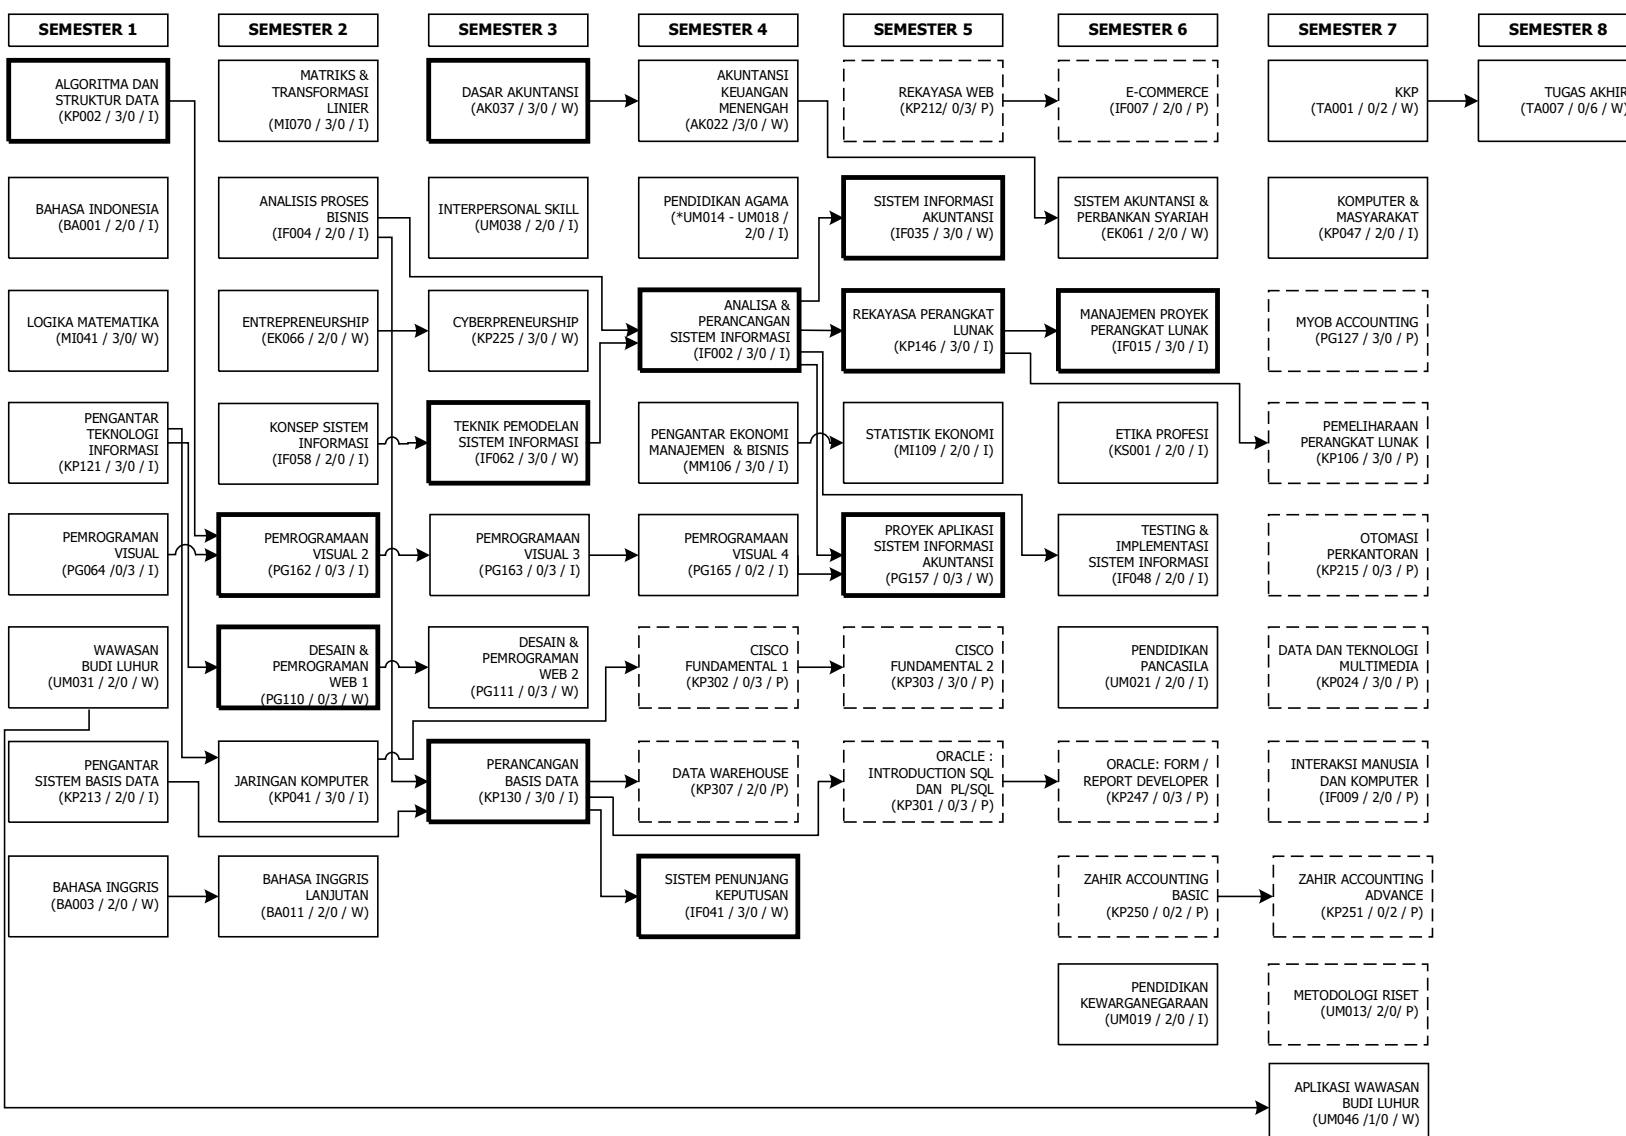 SEMESTER 1
SEMESTER 2
SEMESTER 3
SEMESTER 4
SEMESTER 5
SEMESTER 6
SEMESTER 7
SEMESTER 8
ALGORITMA DAN
STRUKTUR DATA
(KP002 / 3/0 / I)
MATRIKS &
TRANSFORMASI
LINIER
(MI070 / 3/0 / I)
DASAR AKUNTANSI
(AK037 / 3/0 / W)
AKUNTANSI
KEUANGAN
MENENGAH
(AK022 /3/0 / W)
REKAYASA WEB
(KP212/ 0/3/ P)
E-COMMERCE
(IF007 / 2/0 / P)
KKP
(TA001 / 0/2 / W)
TUGAS AKHIR
(TA007 / 0/6 / W)
BAHASA INDONESIA
(BA001 / 2/0 / I)
ANALISIS PROSES
BISNIS
(IF004 / 2/0 / I)
INTERPERSONAL SKILL
(UM038 / 2/0 / I)
PENDIDIKAN AGAMA
(*UM014 - UM018 /
2/0 / I)
SISTEM INFORMASI
AKUNTANSI
(IF035 / 3/0 / W)
SISTEM AKUNTANSI &
PERBANKAN SYARIAH
(EK061 / 2/0 / W)
KOMPUTER &
MASYARAKAT
(KP047 / 2/0 / I)
LOGIKA MATEMATIKA
(MI041 / 3/0/ W)
ENTREPRENEURSHIP
(EK066 / 2/0 / W)
CYBERPRENEURSHIP
(KP225 / 3/0 / W)
ANALISA &
PERANCANGAN
SISTEM INFORMASI
(IF002 / 3/0 / I)
REKAYASA PERANGKAT
LUNAK
(KP146 / 3/0 / I)
MANAJEMEN PROYEK
PERANGKAT LUNAK
(IF015 / 3/0 / I)
MYOB ACCOUNTING
(PG127 / 3/0 / P)
PENGANTAR
TEKNOLOGI
INFORMASI
(KP121 / 3/0 / I)
KONSEP SISTEM
INFORMASI
(IF058 / 2/0 / I)
TEKNIK PEMODELAN
SISTEM INFORMASI
(IF062 / 3/0 / W)
PENGANTAR EKONOMI
MANAJEMEN  & BISNIS
(MM106 / 3/0 / I)
STATISTIK EKONOMI
(MI109 / 2/0 / I)
ETIKA PROFESI
(KS001 / 2/0 / I)
PEMELIHARAAN
PERANGKAT LUNAK
(KP106 / 3/0 / P)
PEMROGRAMAN
VISUAL
(PG064 /0/3 / I)
PEMROGRAMAAN
VISUAL 2
(PG162 / 0/3 / I)
PEMROGRAMAAN
VISUAL 3
(PG163 / 0/3 / I)
PEMROGRAMAAN
VISUAL 4
(PG165 / 0/2 / I)
PROYEK APLIKASI
SISTEM INFORMASI
AKUNTANSI
(PG157 / 0/3 / W)
TESTING &
IMPLEMENTASI
SISTEM INFORMASI
(IF048 / 2/0 / I)
OTOMASI
PERKANTORAN
(KP215 / 0/3 / P)
WAWASAN
BUDI LUHUR
(UM031 / 2/0 / W)
DESAIN &
PEMROGRAMAN
WEB 1
(PG110 / 0/3 / W)
DESAIN &
PEMROGRAMAN
WEB 2
(PG111 / 0/3 / W)
CISCO
FUNDAMENTAL 1
(KP302 / 0/3 / P)
CISCO
FUNDAMENTAL 2
(KP303 / 3/0 / P)
PENDIDIKAN
PANCASILA
(UM021 / 2/0 / I)
DATA DAN TEKNOLOGI
MULTIMEDIA
(KP024 / 3/0 / P)
PENGANTAR
SISTEM BASIS DATA
(KP213 / 2/0 / I)
JARINGAN KOMPUTER
(KP041 / 3/0 / I)
PERANCANGAN
BASIS DATA
(KP130 / 3/0 / I)
DATA WAREHOUSE
(KP307 / 2/0 /P)
ORACLE :
INTRODUCTION SQL
DAN  PL/SQL
(KP301 / 0/3 / P)
ORACLE: FORM /
REPORT DEVELOPER
(KP247 / 0/3 / P)
INTERAKSI MANUSIA
DAN KOMPUTER
(IF009 / 2/0 / P)
BAHASA INGGRIS
(BA003 / 2/0 / W)
BAHASA INGGRIS
LANJUTAN
(BA011 / 2/0 / W)
SISTEM PENUNJANG
KEPUTUSAN
(IF041 / 3/0 / W)
ZAHIR ACCOUNTING
BASIC
(KP250 / 0/2 / P)
ZAHIR ACCOUNTING
ADVANCE
(KP251 / 0/2 / P)
PENDIDIKAN
KEWARGANEGARAAN
(UM019 / 2/0 / I)
METODOLOGI RISET
(UM013/ 2/0/ P)
APLIKASI WAWASAN
BUDI LUHUR
(UM046 /1/0 / W)